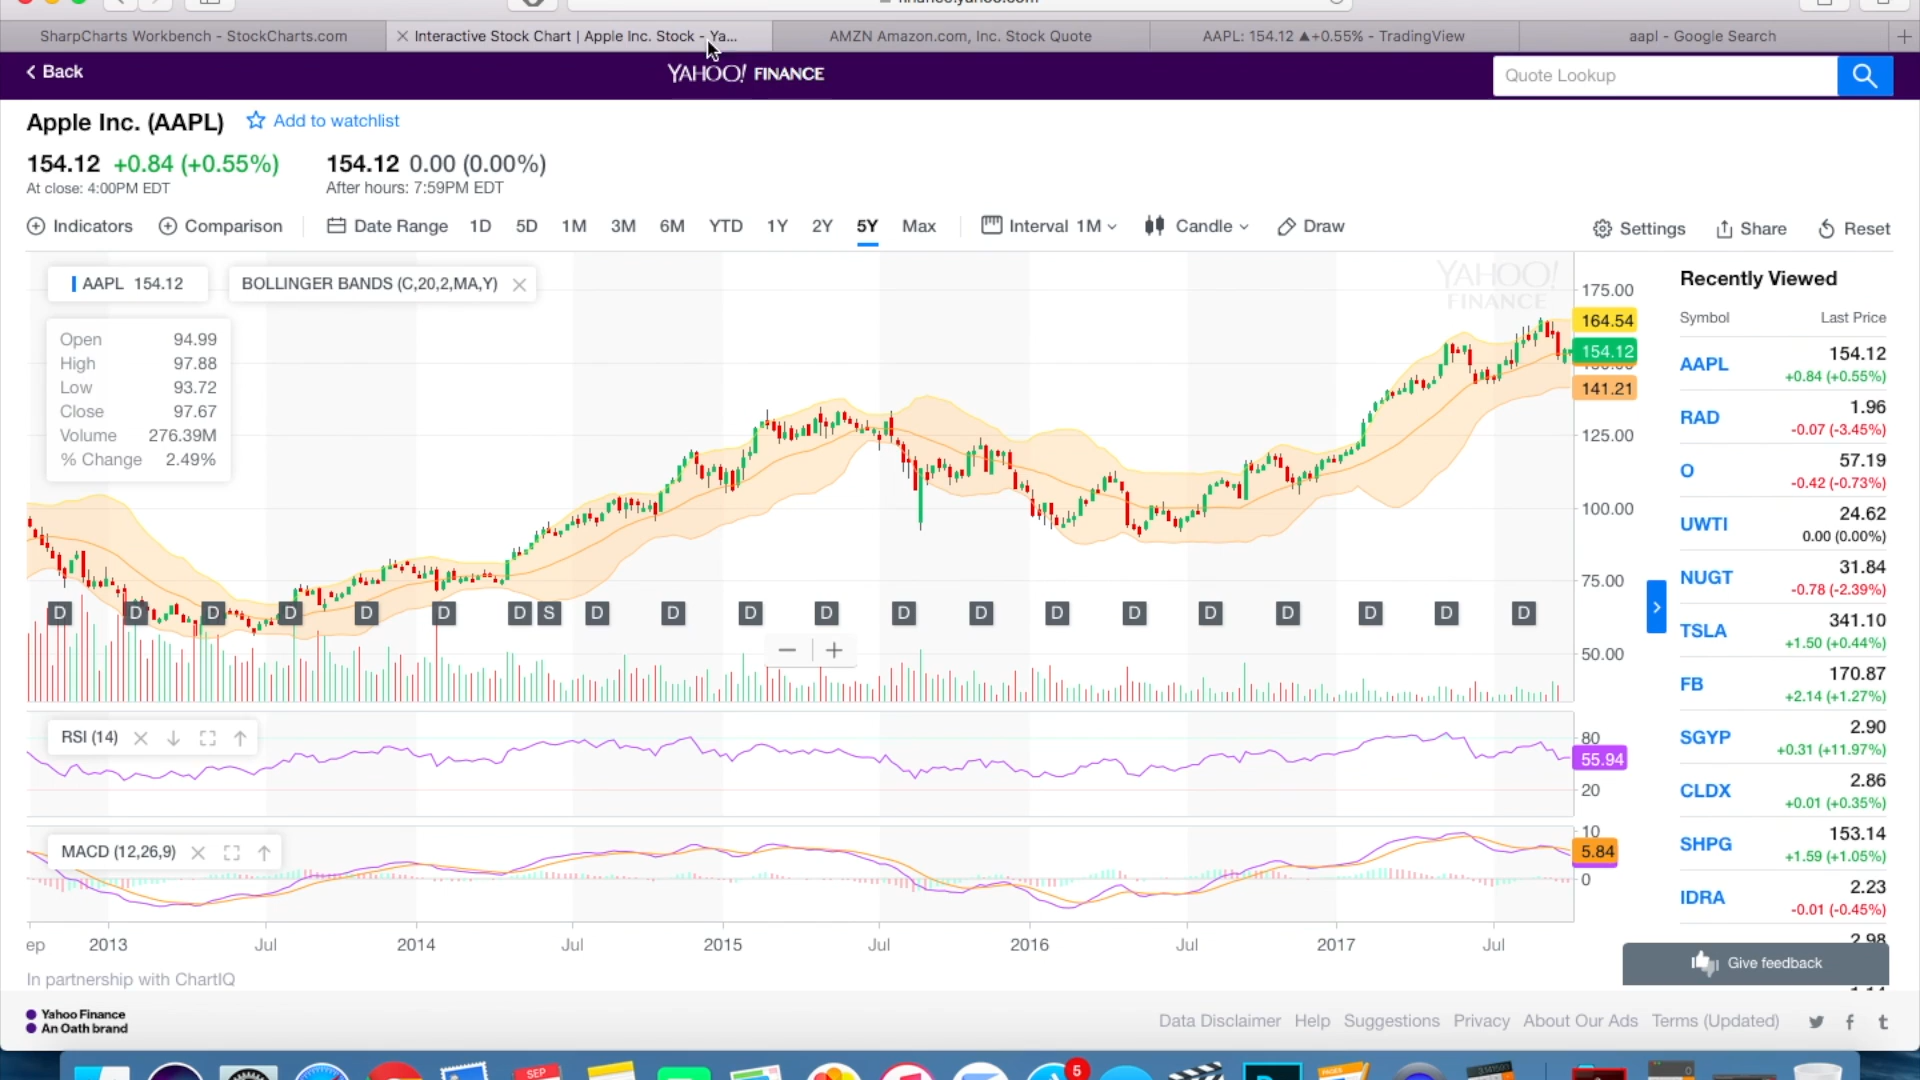 SharpCharts Workbench - StockCharts.com
Interactive Stock Chart | Apple Inc. Stock - Ya...
AMZN Amazon.com, Inc. Stock Quote
AAPL: 154.12 ▲+0.55% - TradingView
aapl - Google Search
Back
YAHOO! FINANCE
Quote Lookup
Apple Inc. (AAPL)
Add to watchlist
154.12 +0.84 (+0.55%)
At close: 4:00PM EDT
154.12 0.00 (0.00%)
After hours: 7:59PM EDT
Indicators
Comparison
Date Range
1D 5D 1M 3M 6M YTD 1Y 2Y 5Y Max
Interval 1M
Candle
Draw
Settings
Share
Reset
AAPL 154.12
BOLLINGER BANDS (C,20,2,MA,Y)
Open 94.99
High 97.88
Low 93.72
Close 97.67
Volume 276.39M
% Change 2.49%
YAHOO!
FINANCE
175.00
164.54
154.12
141.21
125.00
100.00
75.00
50.00
D D D D D D D S D D D D D D D D D D D D D
RSI (14)
80
55.94
20
MACD (12,26,9)
10
5.84
0
ep 2013 Jul 2014 Jul 2015 Jul 2016 Jul 2017 Jul
In partnership with ChartIQ
Recently Viewed
Symbol Last Price
AAPL 154.12
+0.84 (+0.55%)
RAD 1.96
-0.07 (-3.45%)
O 57.19
-0.42 (-0.73%)
UWTI 24.62
0.00 (0.00%)
NUGT 31.84
-0.78 (-2.39%)
TSLA 341.10
+1.50 (+0.44%)
FB 170.87
+2.14 (+1.27%)
SGYP 2.90
+0.31 (+11.97%)
CLDX 2.86
+0.01 (+0.35%)
SHPG 153.14
+1.59 (+1.05%)
IDRA 2.23
-0.01 (-0.45%)
2.98
Give feedback
Yahoo Finance
An Oath brand
Data Disclaimer Help Suggestions Privacy About Our Ads Terms (Updated)
SEP
5
PAGES